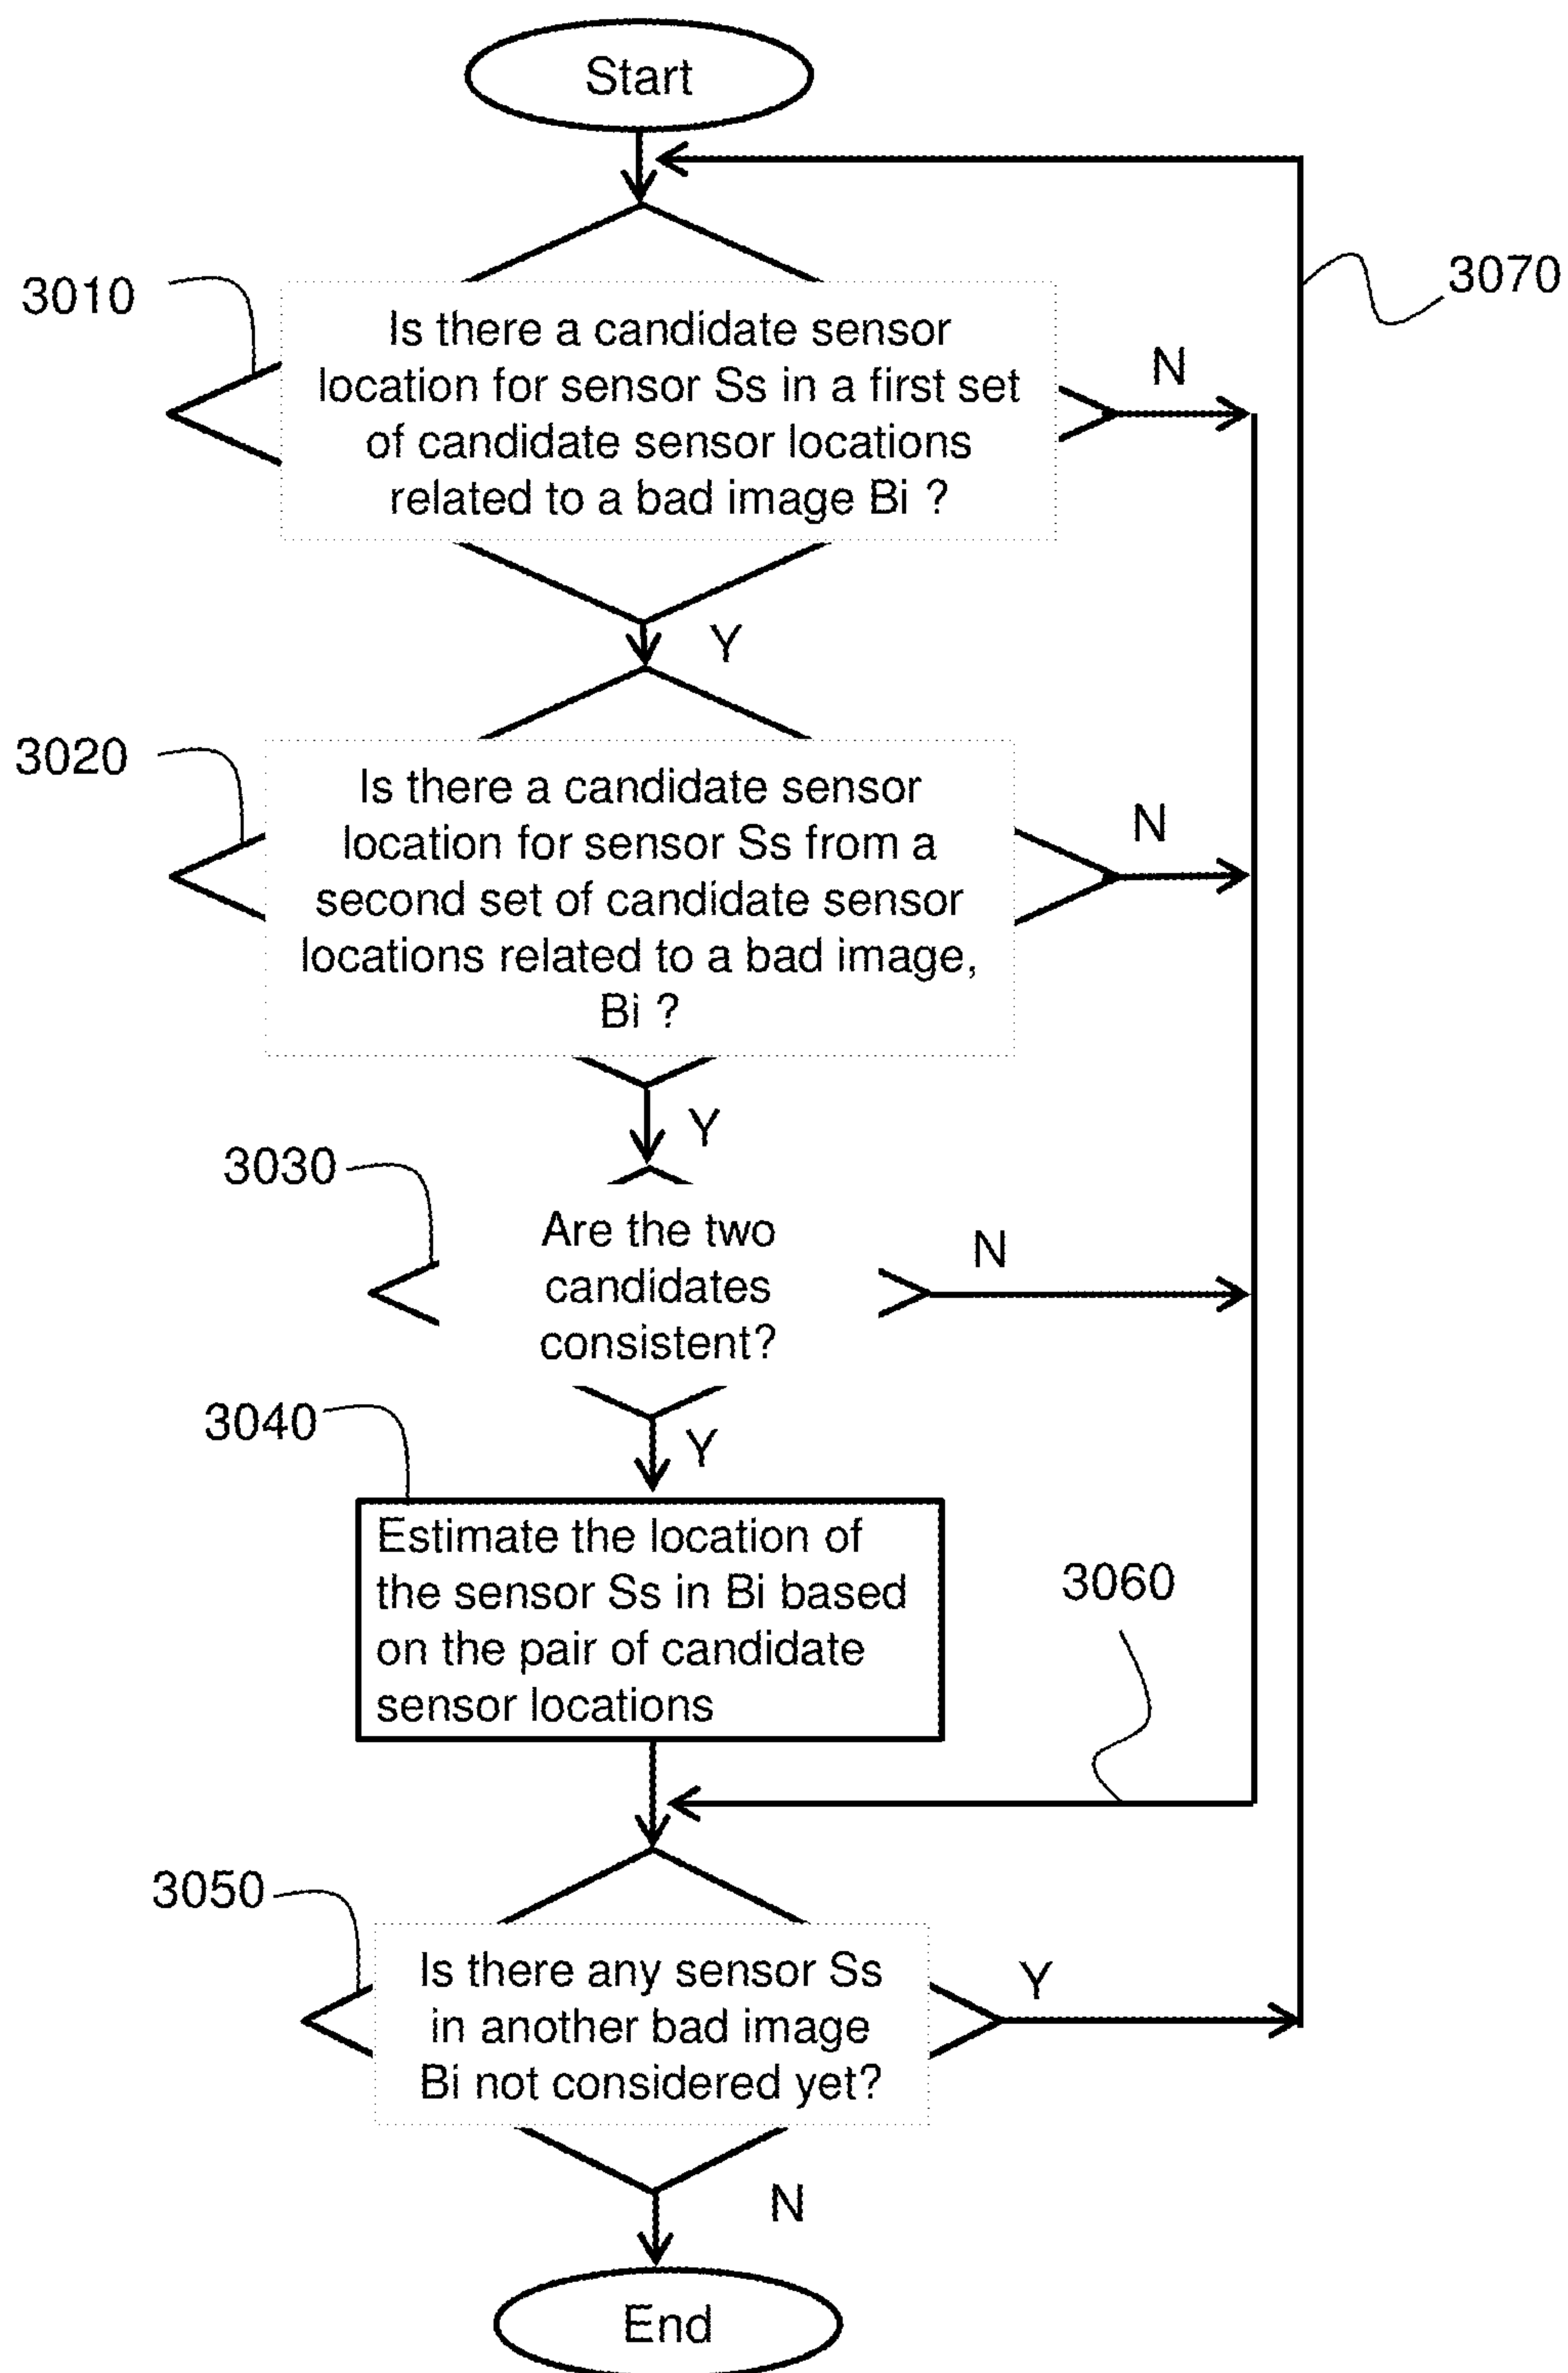 Start
3010
3070
Is there a candidate sensor
location for sensor Ss in a first set
of candidate sensor locations
related to a bad image Bi ?
N
Y
3020
Is there a candidate sensor
location for sensor Ss from a
second set of candidate sensor
locations related to a bad image,
Bi ?
N
Y
3030
Are the two
candidates
consistent?
N
Y
3040
Estimate the location of
the sensor Ss in Bi based
on the pair of candidate
sensor locations
3060
3050
Is there any sensor Ss
in another bad image
Bi not considered yet?
Y
N
End